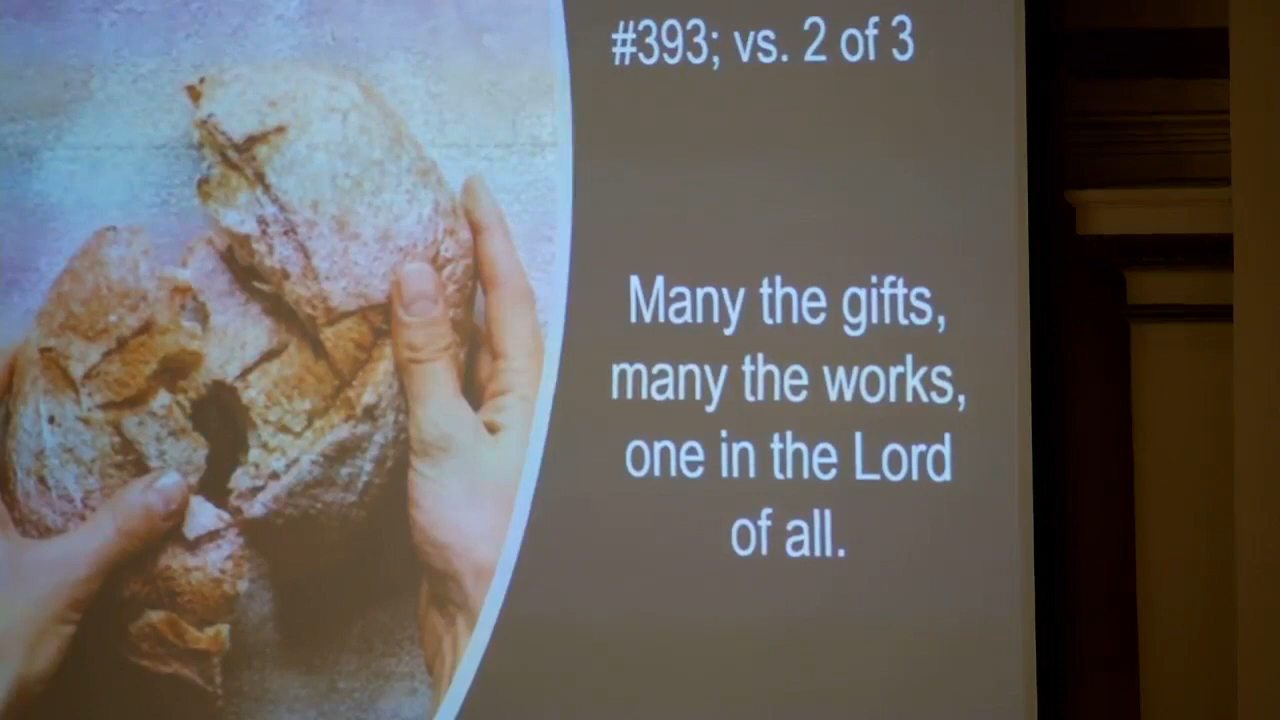 #393; vs. 2 of 3
Many the gifts,
many the works,
one in the Lord
of all.